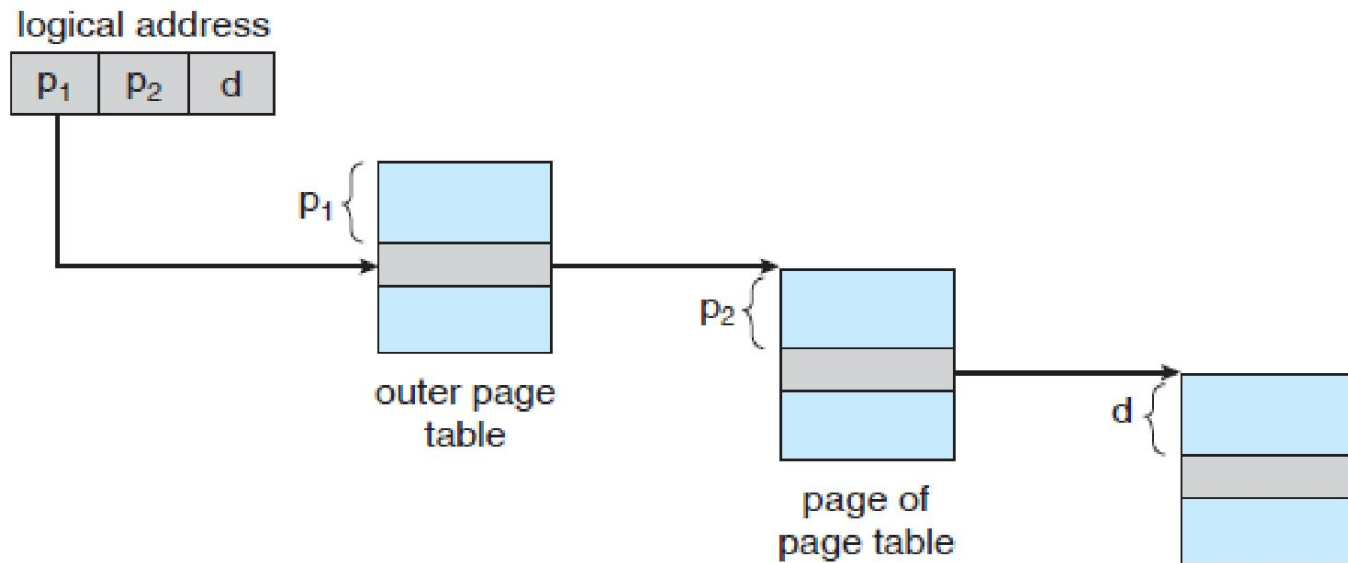 logical address
p₁ p₂ d
p₁
outer page
table
p₂
page of
page table
d